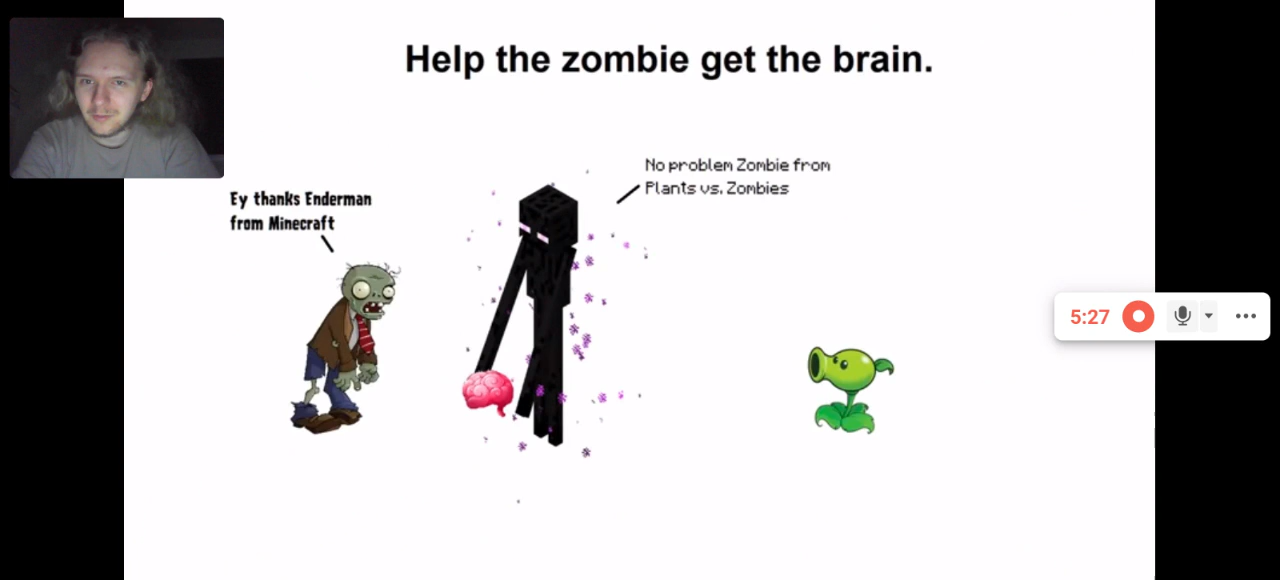 Help the zombie get the brain.
No problem Zombie from
Plants vs. Zombies
Ey thanks Enderman
from Minecraft
5:27